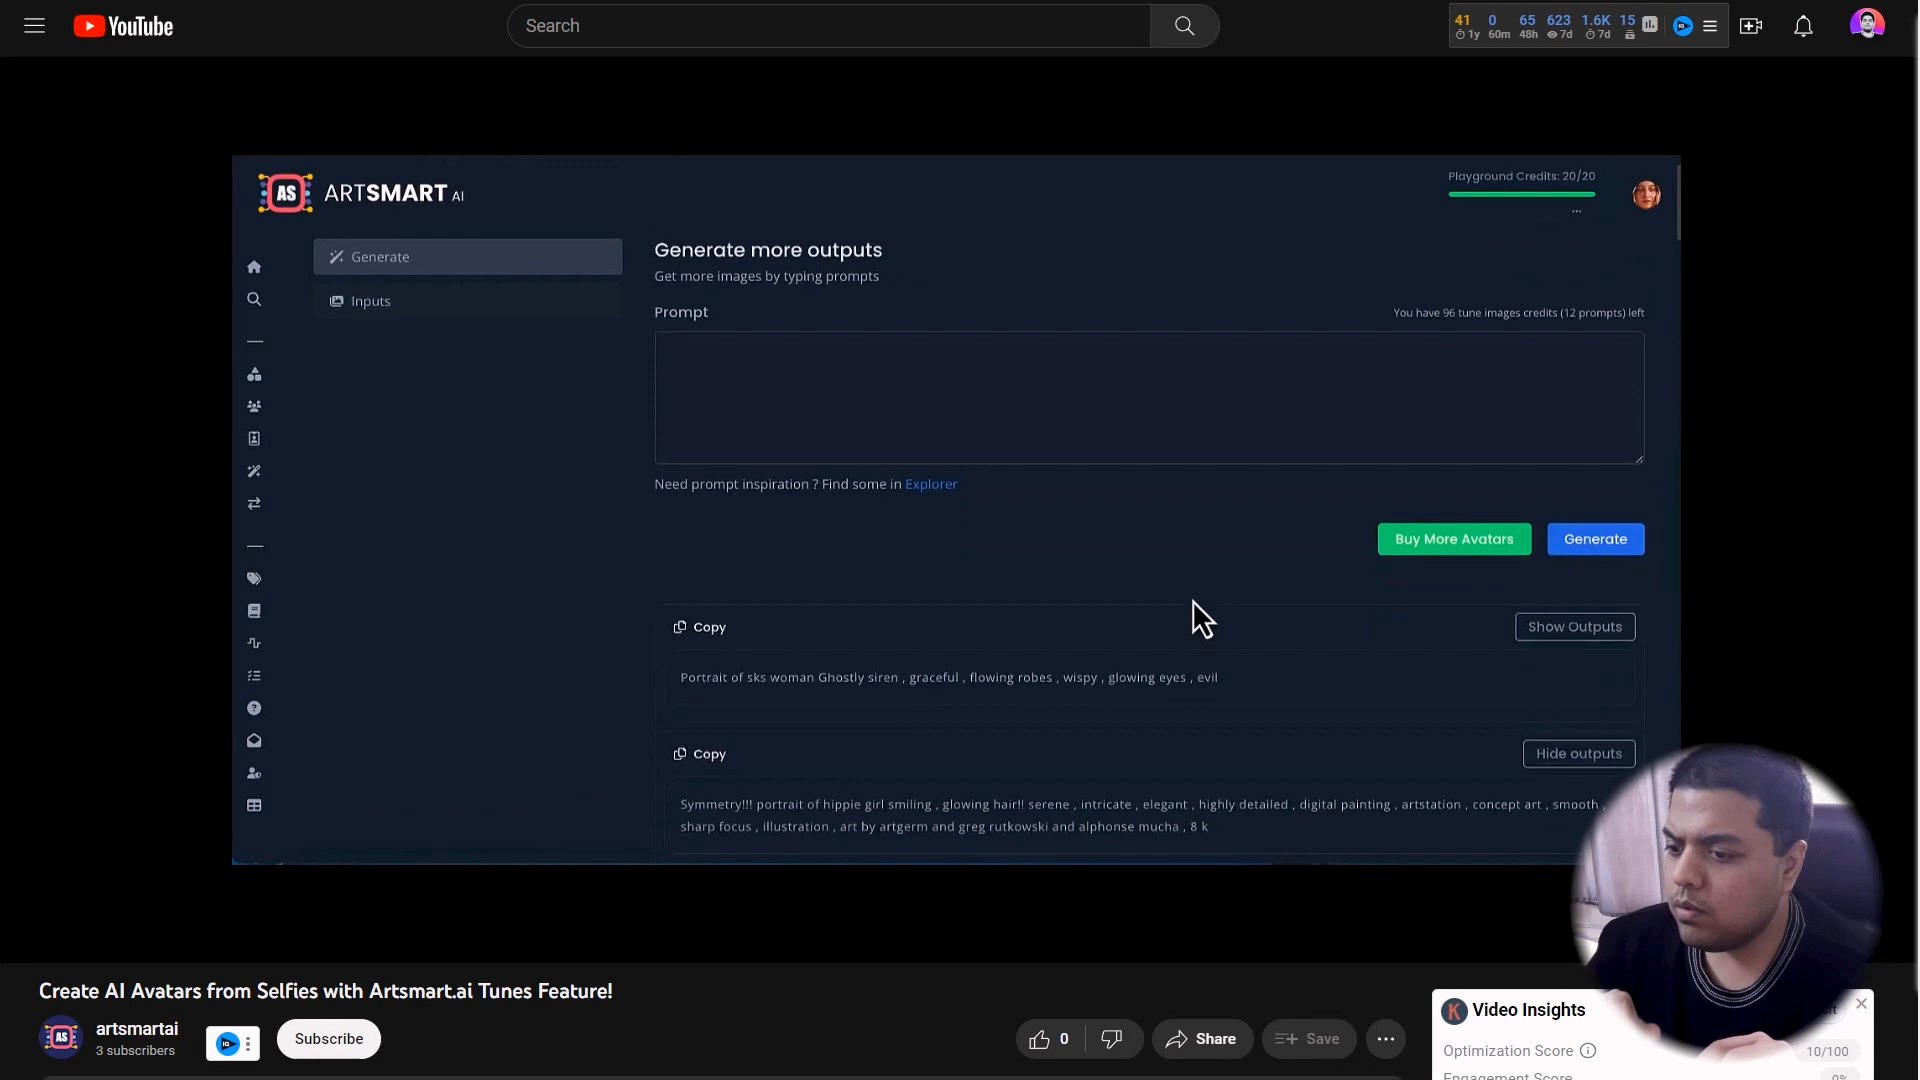 YouTube
Search
41 0 65 623 1.6K 15
1y 60m 48h 7d 7d
AS ARTSMART AI
Playground Credits: 20/20
...
Generate
Inputs
Generate more outputs
Get more images by typing prompts
Prompt
You have 96 tune images credits (12 prompts) left
Need prompt inspiration ? Find some in Explorer
Buy More Avatars
Generate
Copy
Show Outputs
Portrait of sks woman Ghostly siren , graceful , flowing robes , wispy , glowing eyes , evil
Copy
Hide outputs
Symmetry!!! portrait of hippie girl smiling , glowing hair!! serene , intricate , elegant , highly detailed , digital painting , artstation , concept art , smooth ,
sharp focus , illustration , art by artgerm and greg rutkowski and alphonse mucha , 8 k
Create AI Avatars from Selfies with Artsmart.ai Tunes Feature!
AS
artsmartai
3 subscribers
IQ
Subscribe
0
Share
Save
K Video Insights
Optimization Score
10/100
Engagement Score
0%